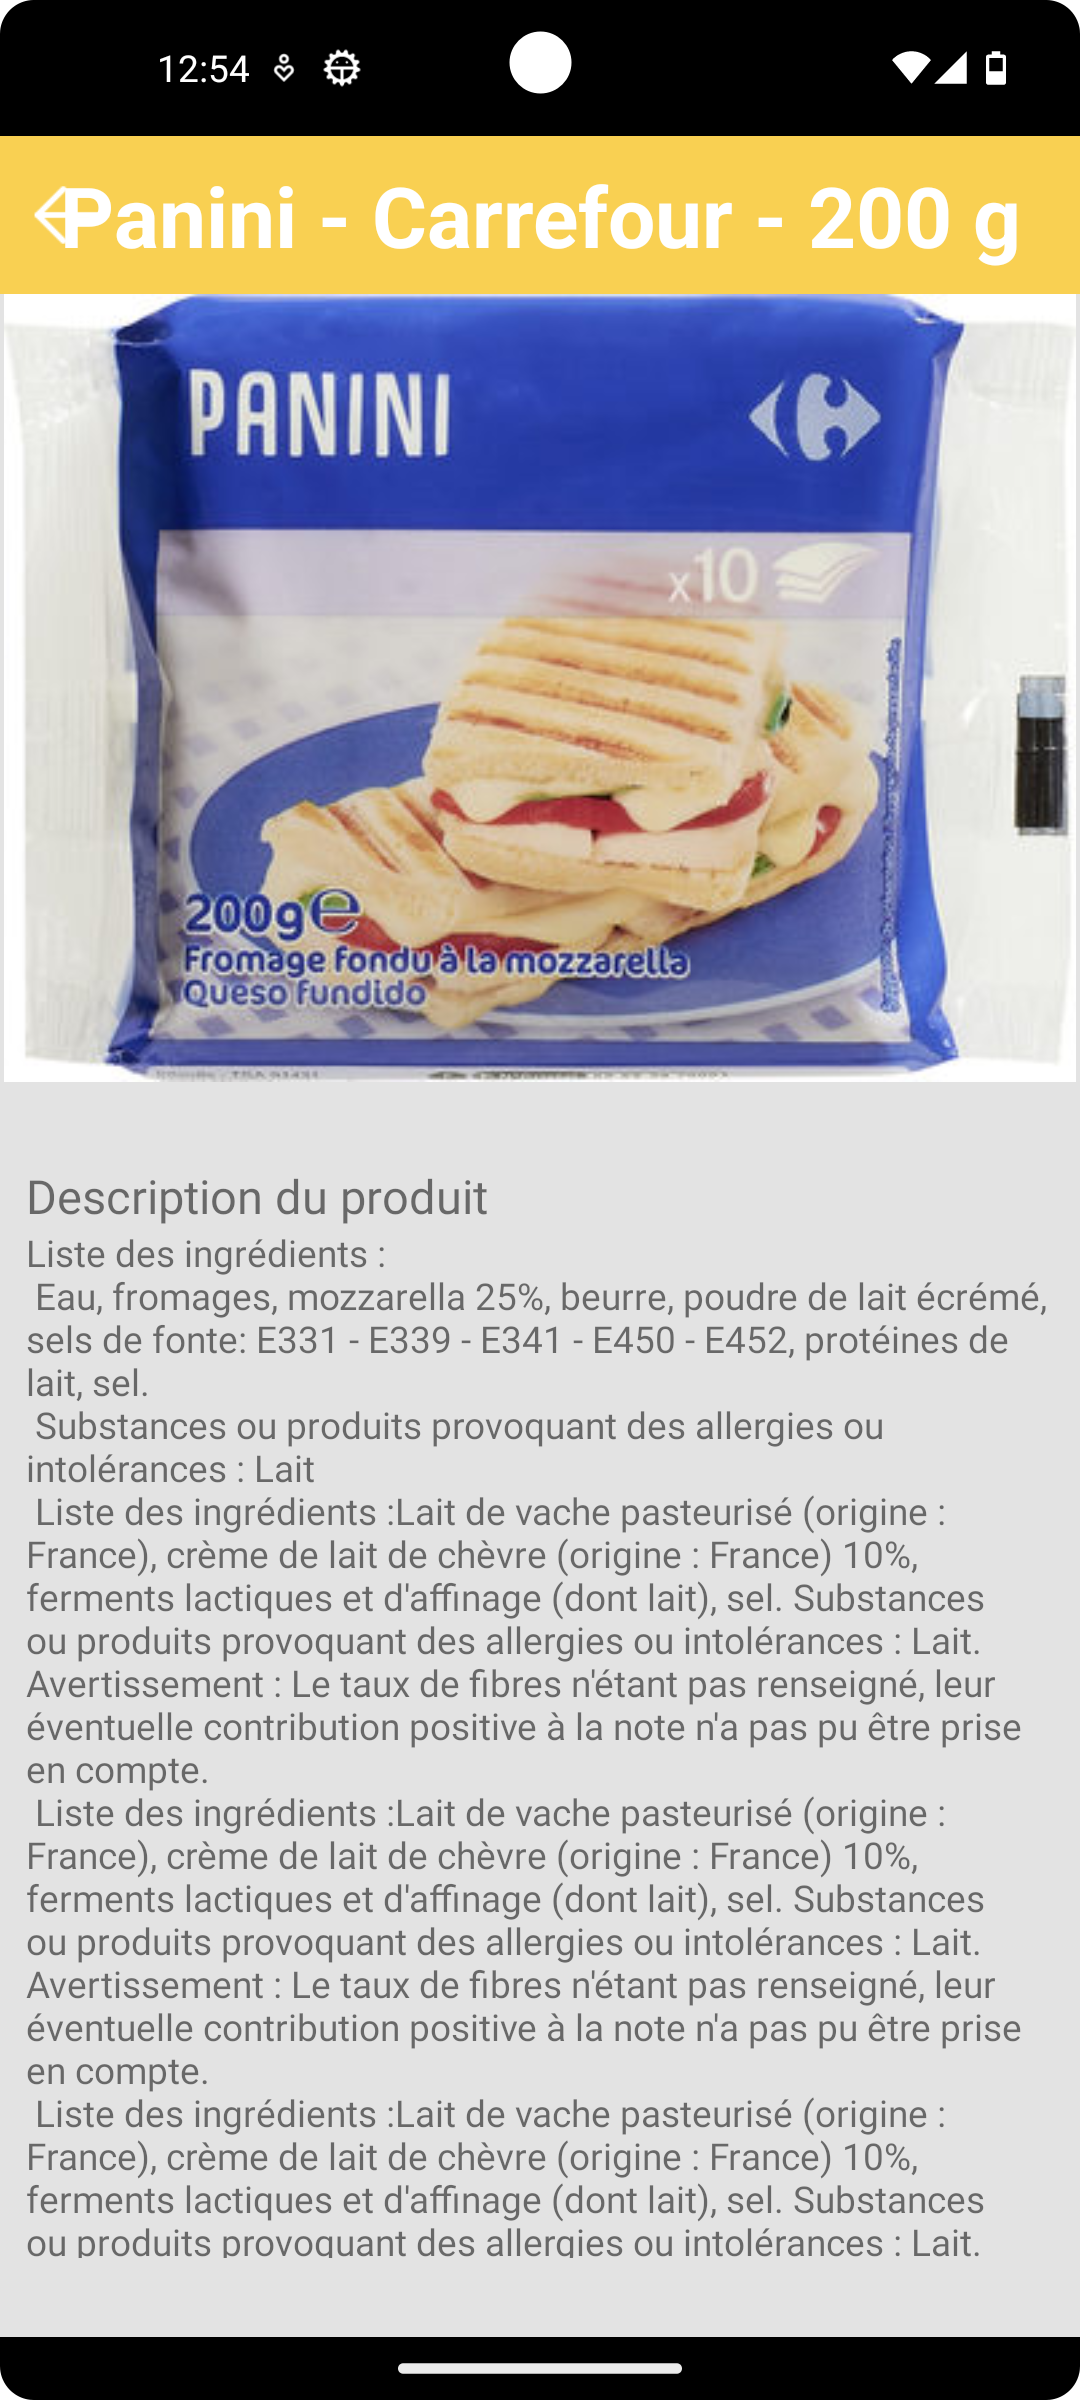 12:54
Panini - Carrefour - 200 g
PANINI
x10
200g e
Fromage fondu à la mozzarella
Queso fundido
Description du produit
Liste des ingrédients :
Eau, fromages, mozzarella 25%, beurre, poudre de lait écrémé,
sels de fonte: E331 - E339 - E341 - E450 - E452, protéines de
lait, sel.
Substances ou produits provoquant des allergies ou
intolérances : Lait
Liste des ingrédients :Lait de vache pasteurisé (origine :
France), crème de lait de chèvre (origine : France) 10%,
ferments lactiques et d'affinage (dont lait), sel. Substances
ou produits provoquant des allergies ou intolérances : Lait.
Avertissement : Le taux de fibres n'étant pas renseigné, leur
éventuelle contribution positive à la note n'a pas pu être prise
en compte.
Liste des ingrédients :Lait de vache pasteurisé (origine :
France), crème de lait de chèvre (origine : France) 10%,
ferments lactiques et d'affinage (dont lait), sel. Substances
ou produits provoquant des allergies ou intolérances : Lait.
Avertissement : Le taux de fibres n'étant pas renseigné, leur
éventuelle contribution positive à la note n'a pas pu être prise
en compte.
Liste des ingrédients :Lait de vache pasteurisé (origine :
France), crème de lait de chèvre (origine : France) 10%,
ferments lactiques et d'affinage (dont lait), sel. Substances
ou produits provoquant des allergies ou intolérances : Lait.